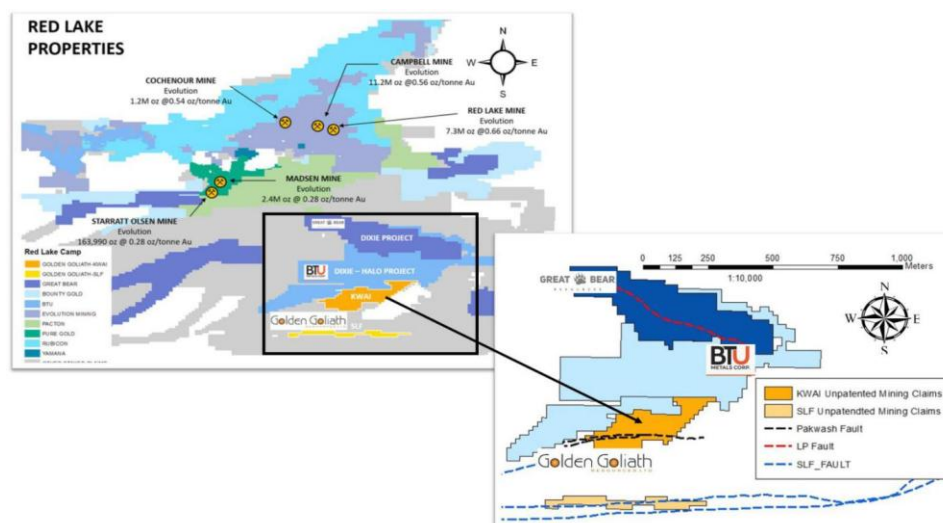 RED LAKE
PROPERTIES
N
W
E
S
CAMPBELL MINE
Evolution
11.2M oz @0.56 oz/tonne Au
COCHENOUR MINE
Evolution
1.2M oz @0.54 oz/tonne Au
RED LAKE MINE
Evolution
7.3M oz @0.66 oz/tonne Au
MADSEN MINE
Evolution
2.4M oz @ 0.28 oz/tonne Au
STARRATT OLSEN MINE
Evolution
163,990 oz @ 0.28 oz/tonne Au
Red Lake Camp
GOLDEN GOLIATH-KWAI
GOLDEN GOLIATH-SLF
GREAT BEAR
BOUNTY GOLD
BTU
EVOLUTION MINING
PACTON
PURE GOLD
RUBICON
YAMANA
GREAT BEAR
DIXIE PROJECT
BTU
DIXIE – HALO PROJECT
KWAI
Golden Goliath
SLF
0 125 250 500 750 1,000
Meters
1:10,000
GREAT BEAR
RESOURCES
N
W
E
S
BTU
METALS CORP.
KWAI Unpatented Mining Claims
SLF Unpatendted Mining Claims
Pakwash Fault
LP Fault
SLF_FAULT
Golden Goliath
RESOURCES LTD